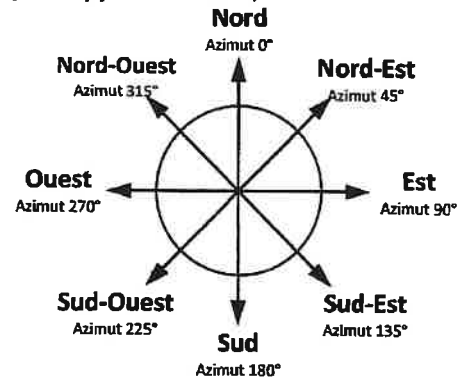 Nord
Azimut 0°
Nord-Ouest
Azimut 315°
Nord-Est
Azimut 45°
Ouest
Azimut 270°
Est
Azimut 90°
Sud-Ouest
Azimut 225°
Sud-Est
Azimut 135°
Sud
Azimut 180°